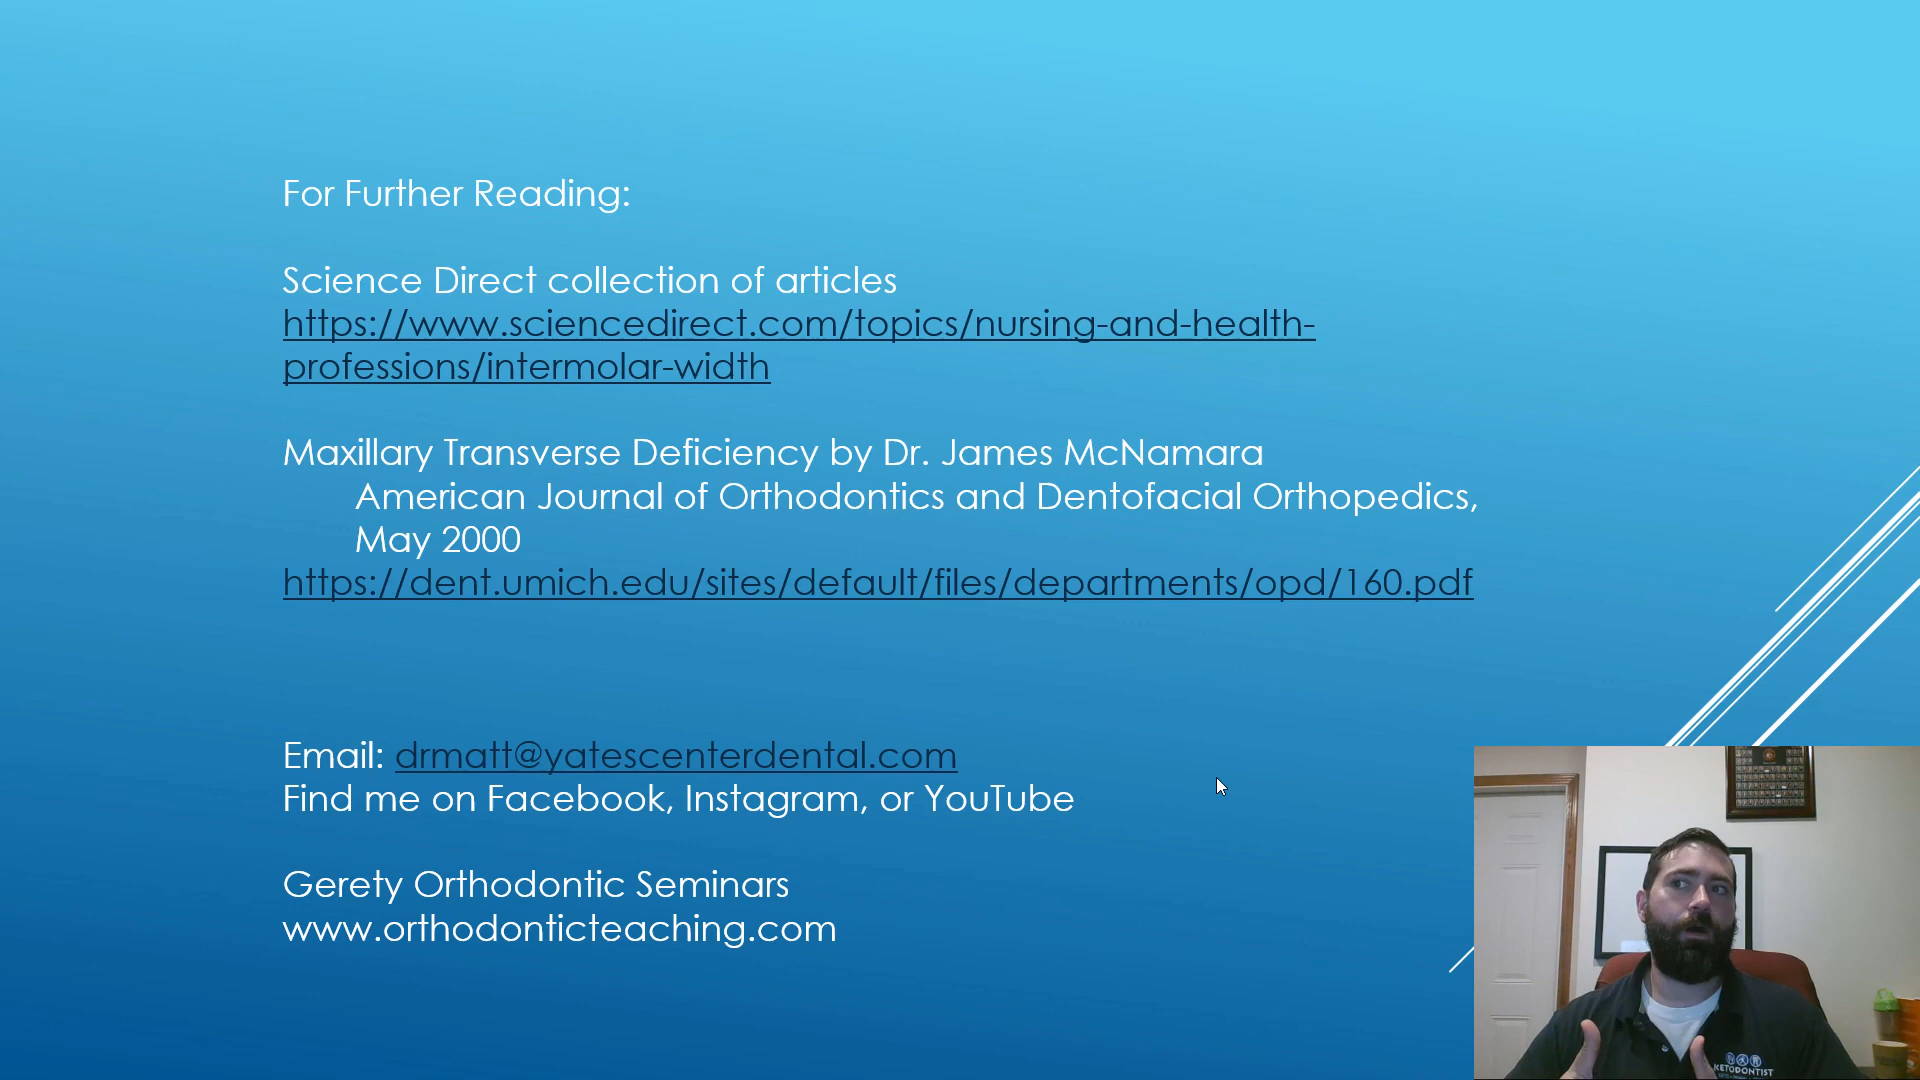 For Further Reading:
Science Direct collection of articles
https://www.sciencedirect.com/topics/nursing-and-health-
professions/intermolar-width
Maxillary Transverse Deficiency by Dr. James McNamara
American Journal of Orthodontics and Dentofacial Orthopedics,
May 2000
https://dent.umich.edu/sites/default/files/departments/opd/160.pdf
Email: drmatt@yatescenterdental.com
Find me on Facebook, Instagram, or YouTube
Gerety Orthodontic Seminars
www.orthodonticteaching.com
KETODONTIST